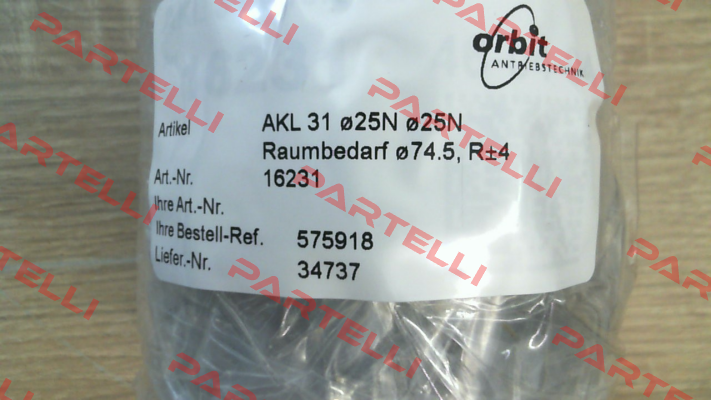 orbit
ANTRIEBSTECHNIK
Artikel AKL 31 ø25N ø25N
Raumbedarf ø74.5, R±4
Art.-Nr. 16231
Ihre Art.-Nr.
Ihre Bestell-Ref. 575918
Liefer.-Nr. 34737
PARTELLI
PARTELLI
PARTELLI
PARTELLI
PARTELLI
PARTELLI
PARTELLI